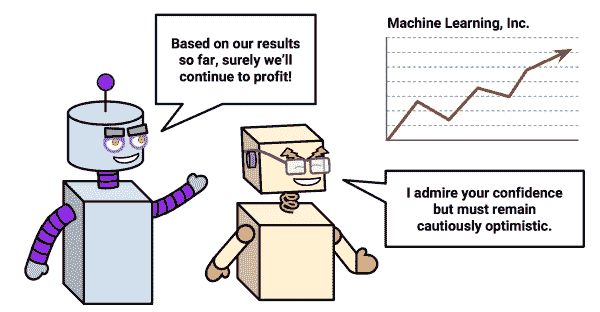 Based on our results
so far, surely we'll
continue to profit!
Machine Learning, Inc.
I admire your confidence
but must remain
cautiously optimistic.